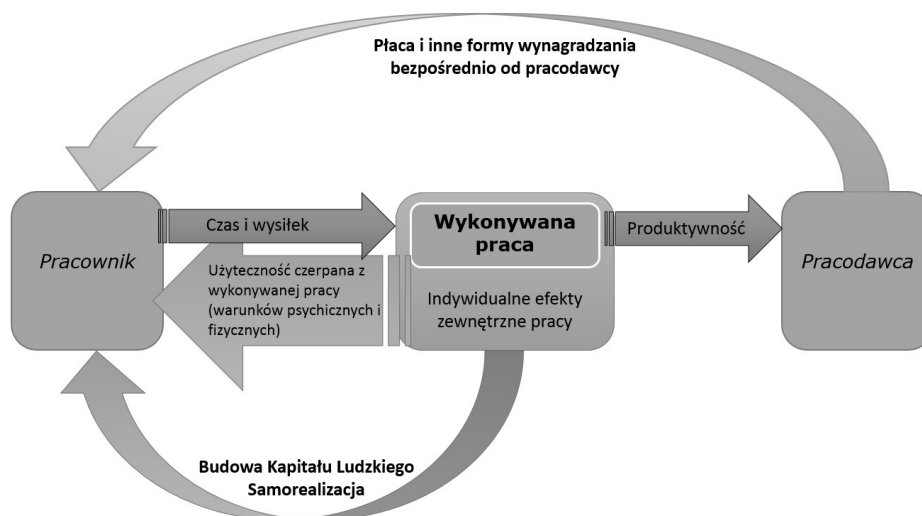 Płaca i inne formy wynagradzania
bezpośrednio od pracodawcy
Pracownik
Czas i wysiłek
Wykonywana
praca
Produktywność
Pracodawca
Użyteczność czerpana z
wykonywanej pracy
(warunków psychicznych i
fizycznych)
Indywidualne efekty
zewnętrzne pracy
Budowa Kapitału Ludzkiego
Samorealizacja